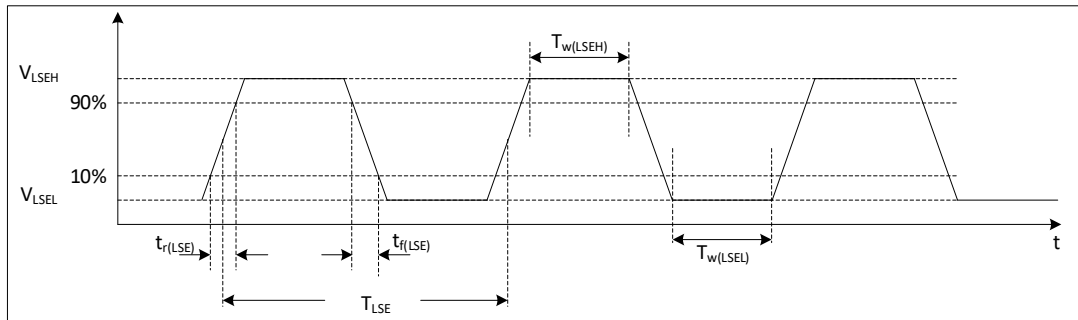 T_w(LSEH)
V_LSEH
90%
10%
V_LSEL
t_r(LSE)
t_f(LSE)
T_w(LSEL)
t
T_LSE